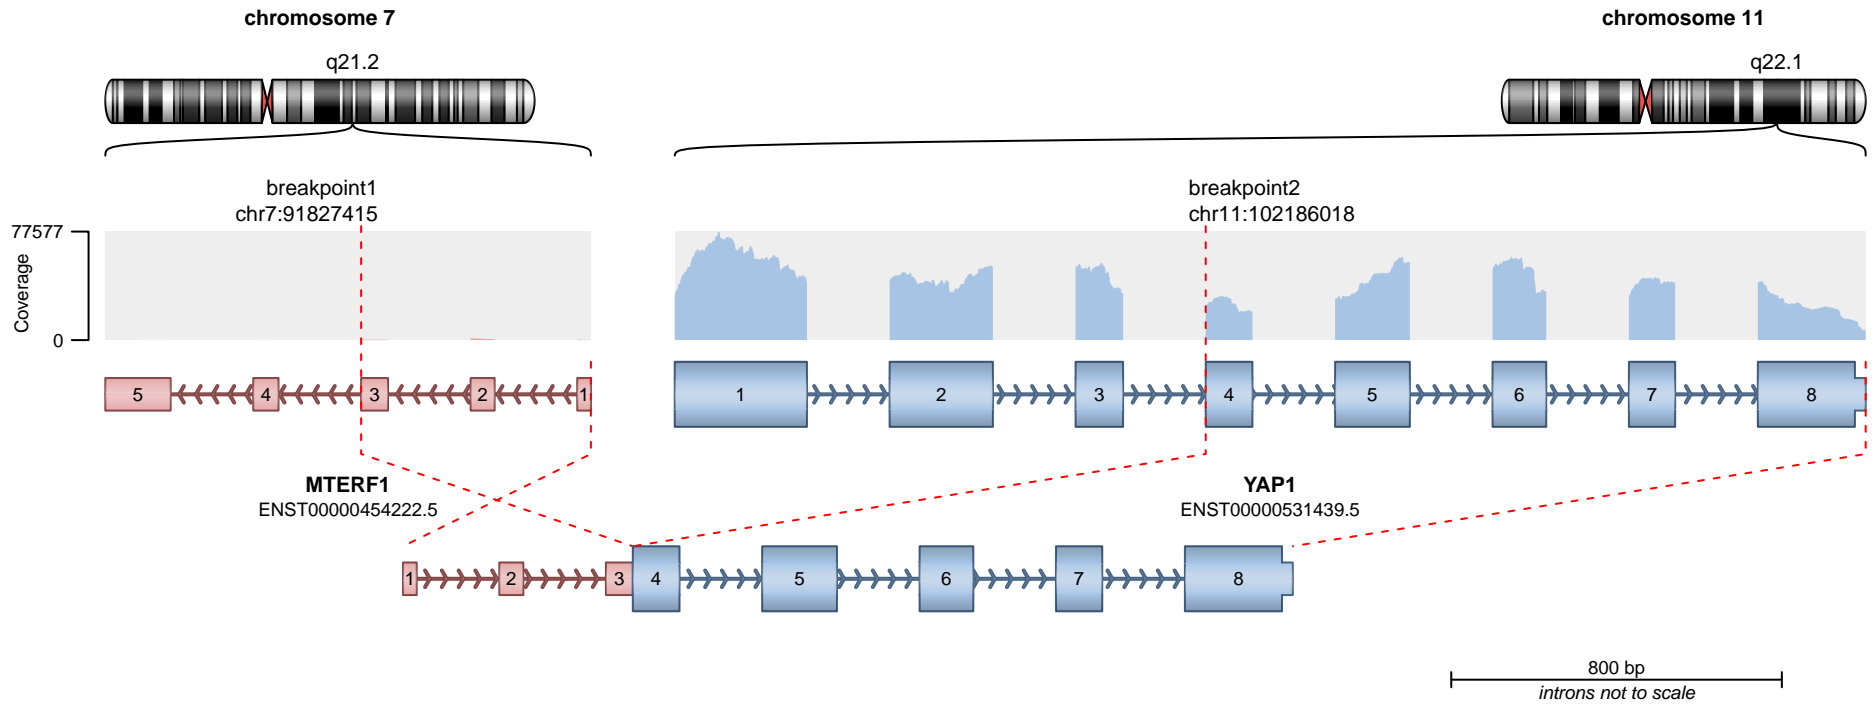 chromosome 7
chromosome 11
q21.2
q22.1
breakpoint1
chr7:91827415
breakpoint2
chr11:102186018
77577
0
Coverage
5 4 3 2 1
1 2 3 4 5 6 7 8
MTERF1
ENST00000454222.5
YAP1
ENST00000531439.5
1 2 3 4 5 6 7 8
800 bp
introns not to scale